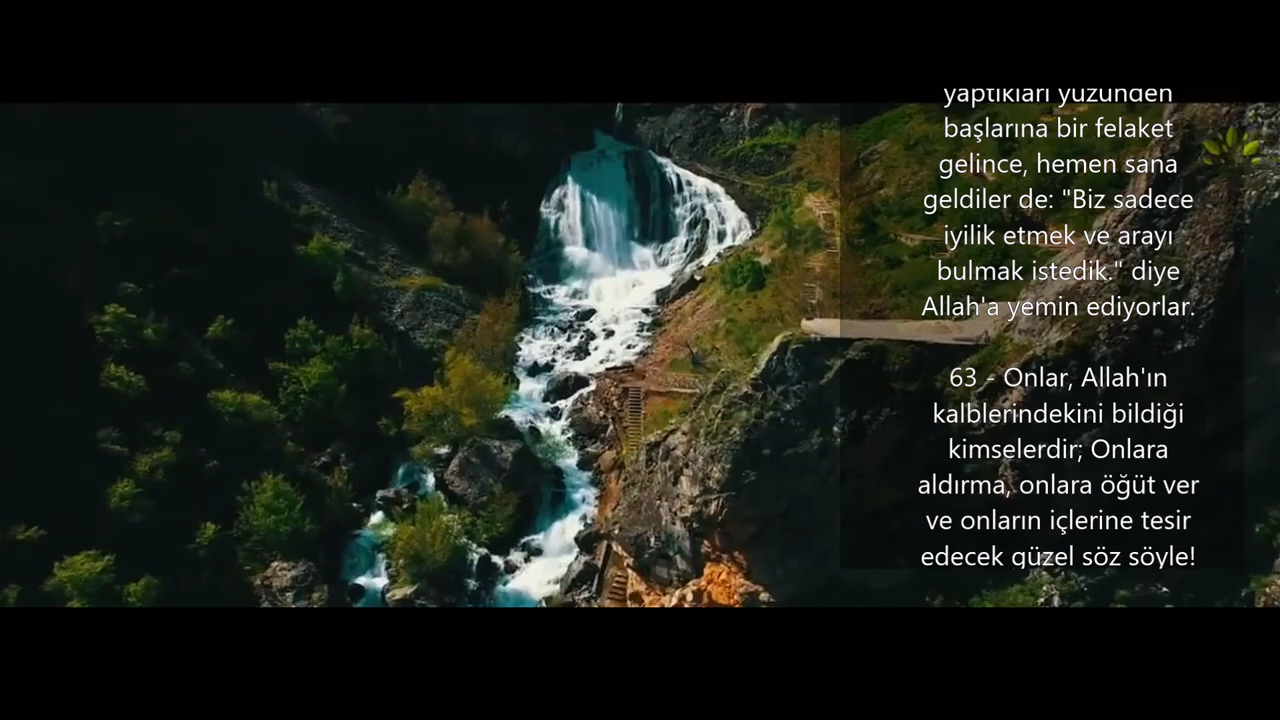 yaptıkları yüzünden
başlarına bir felaket
gelince, hemen sana
geldiler de: "Biz sadece
iyilik etmek ve arayı
bulmak istedik." diye
Allah'a yemin ediyorlar.
63 - Onlar, Allah'ın
kalblerindekini bildiği
kimselerdir; Onlara
aldırma, onlara öğüt ver
ve onların içlerine tesir
edecek güzel söz söyle!